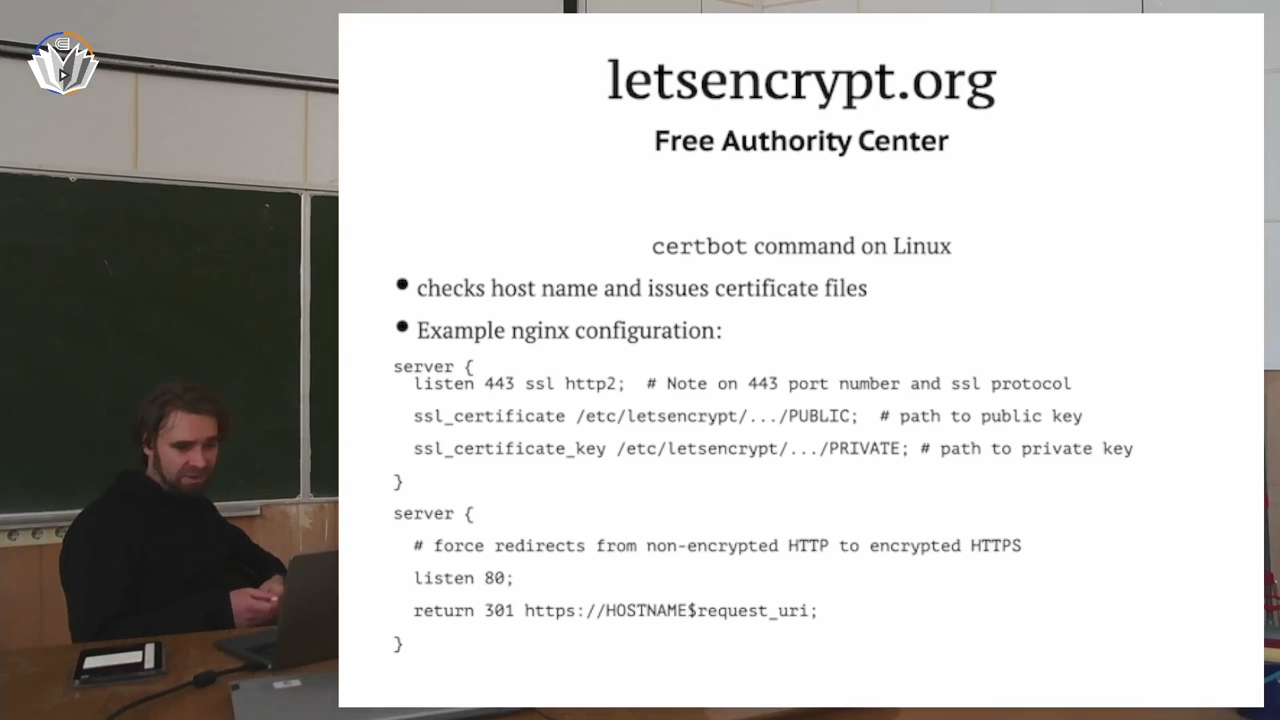 letsencrypt.org
Free Authority Center
certbot command on Linux
• checks host name and issues certificate files
• Example nginx configuration:
server {
listen 443 ssl http2;  # Note on 443 port number and ssl protocol
ssl_certificate /etc/letsencrypt/.../PUBLIC;  # path to public key
ssl_certificate_key /etc/letsencrypt/.../PRIVATE; # path to private key
}
server {
# force redirects from non-encrypted HTTP to encrypted HTTPS
listen 80;
return 301 https://HOSTNAME$request_uri;
}